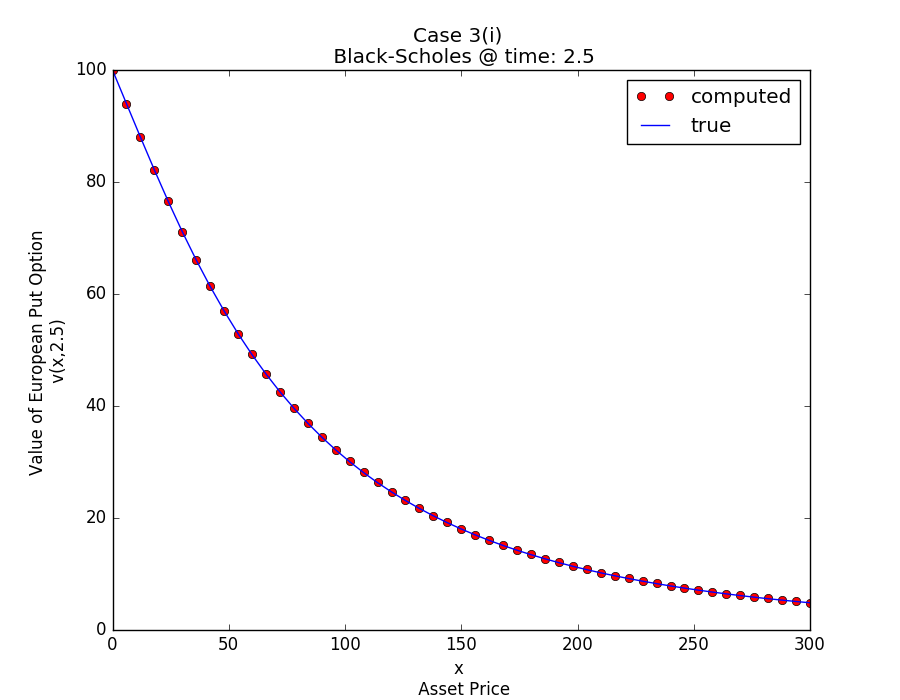 Case 3(i)
Black-Scholes @ time: 2.5
computed
true
Value of European Put Option
v(x,2.5)
100
80
60
40
20
0
0 50 100 150 200 250 300
x
Asset Price